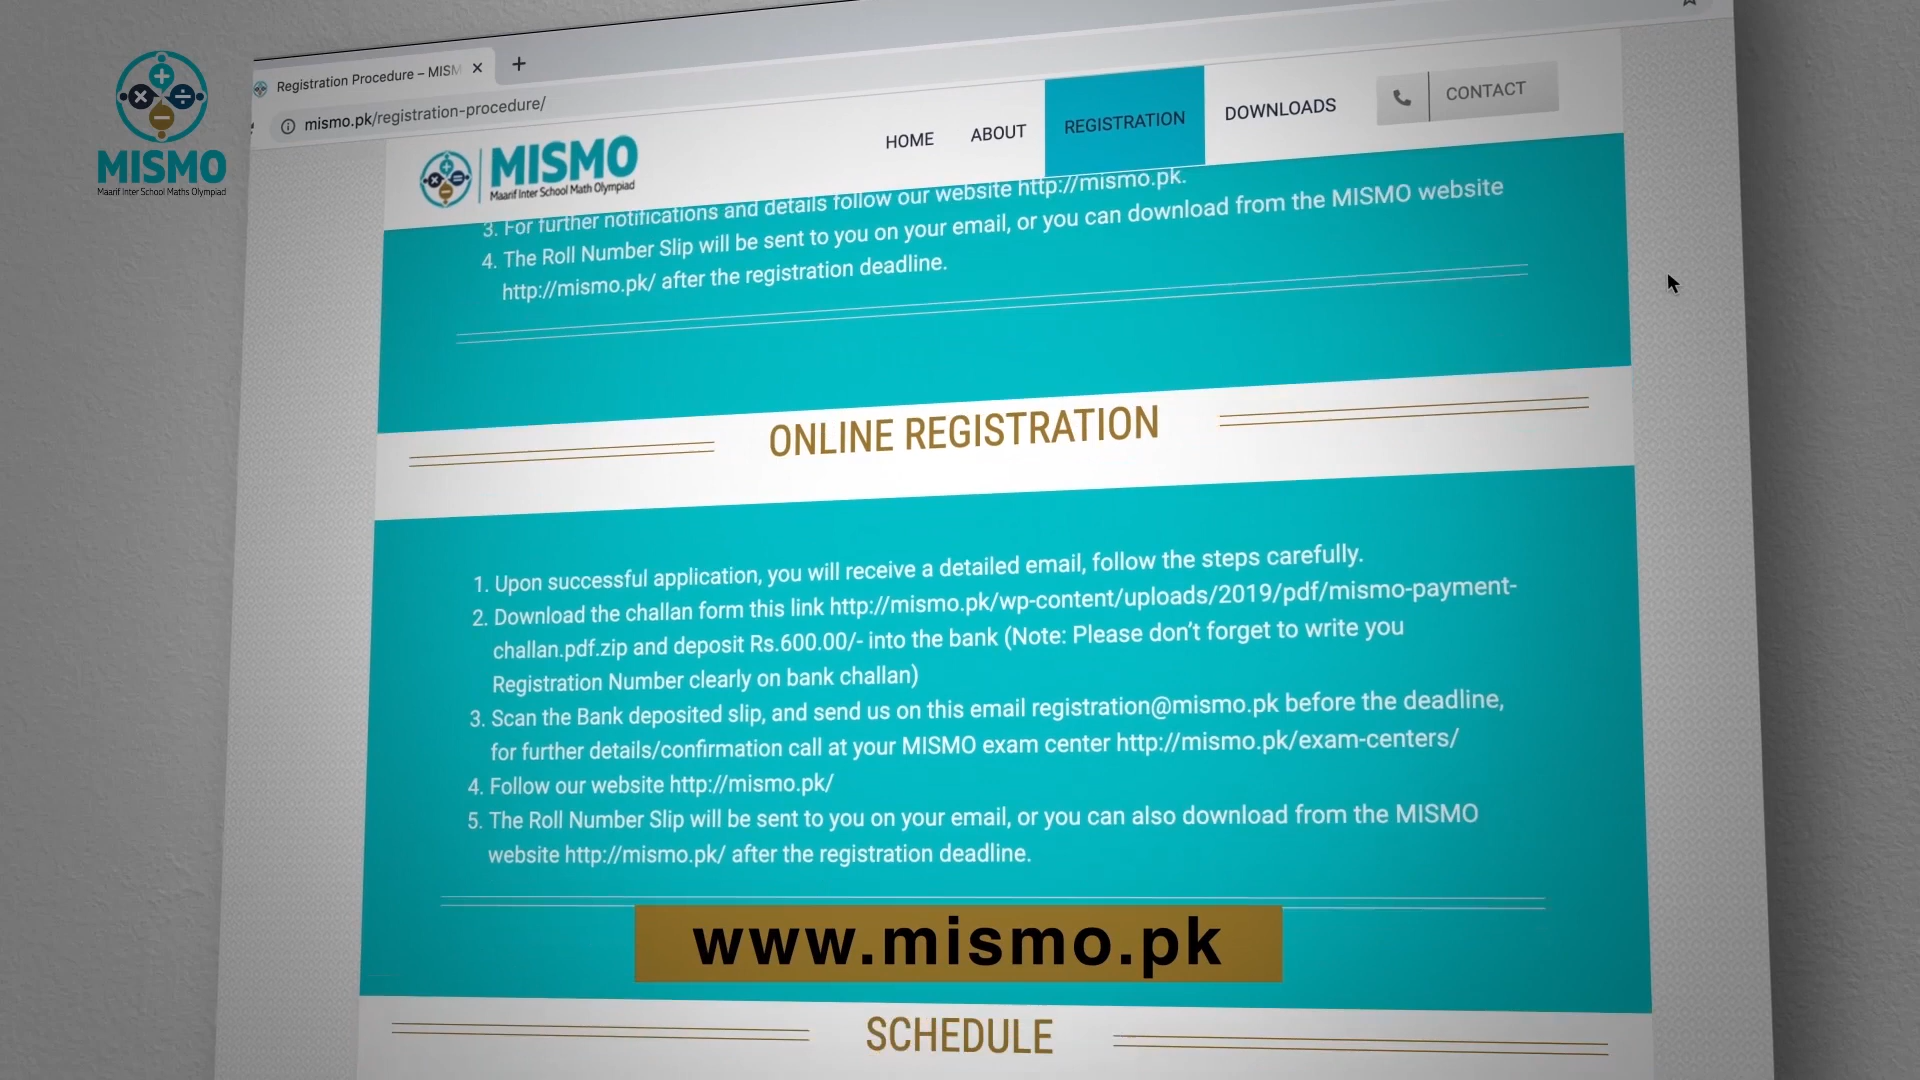 MISMO
Maarif Inter School Maths Olympiad
Registration Procedure – MISM
mismo.pk/registration-procedure/
MISMO
Maarif Inter School Math Olympiad
HOME
ABOUT
REGISTRATION
DOWNLOADS
CONTACT
3. For further notifications and details follow our website http://mismo.pk.
4. The Roll Number Slip will be sent to you on your email, or you can download from the MISMO website
http://mismo.pk/ after the registration deadline.
ONLINE REGISTRATION
1. Upon successful application, you will receive a detailed email, follow the steps carefully.
2. Download the challan form this link http://mismo.pk/wp-content/uploads/2019/pdf/mismo-payment-
challan.pdf.zip and deposit Rs.600.00/- into the bank (Note: Please don't forget to write you
Registration Number clearly on bank challan)
3. Scan the Bank deposited slip, and send us on this email registration@mismo.pk before the deadline,
for further details/confirmation call at your MISMO exam center http://mismo.pk/exam-centers/
4. Follow our website http://mismo.pk/
5. The Roll Number Slip will be sent to you on your email, or you can also download from the MISMO
website http://mismo.pk/ after the registration deadline.
www.mismo.pk
SCHEDULE